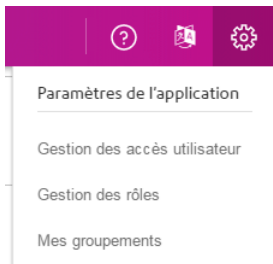 Paramètres de l'application
Gestion des accès utilisateur
Gestion des rôles
Mes groupements